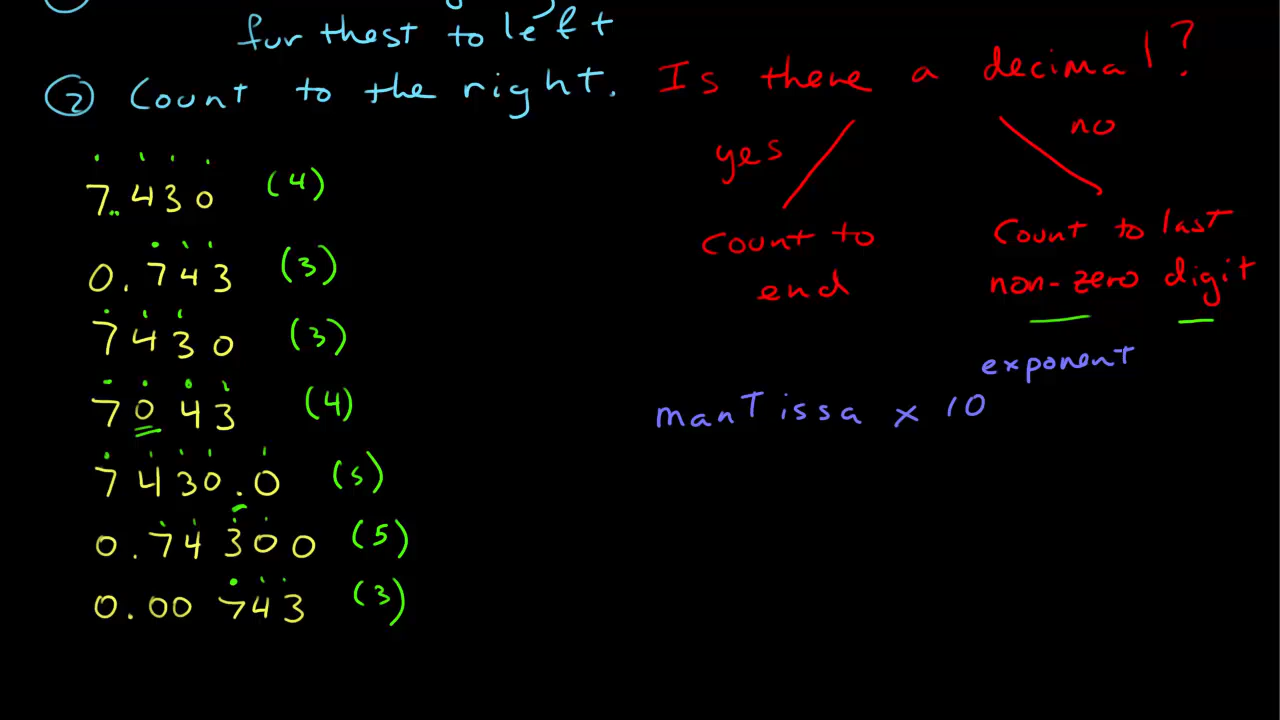 furthest to left
② Count to the right.
7.430 (4)
0.743 (3)
7430 (3)
7043 (4)
7430.0 (5)
0.74300 (5)
0.00743 (3)
Is there a decimal?
yes
no
Count to
end
Count to last
non-zero digit
exponent
manTissa x 10